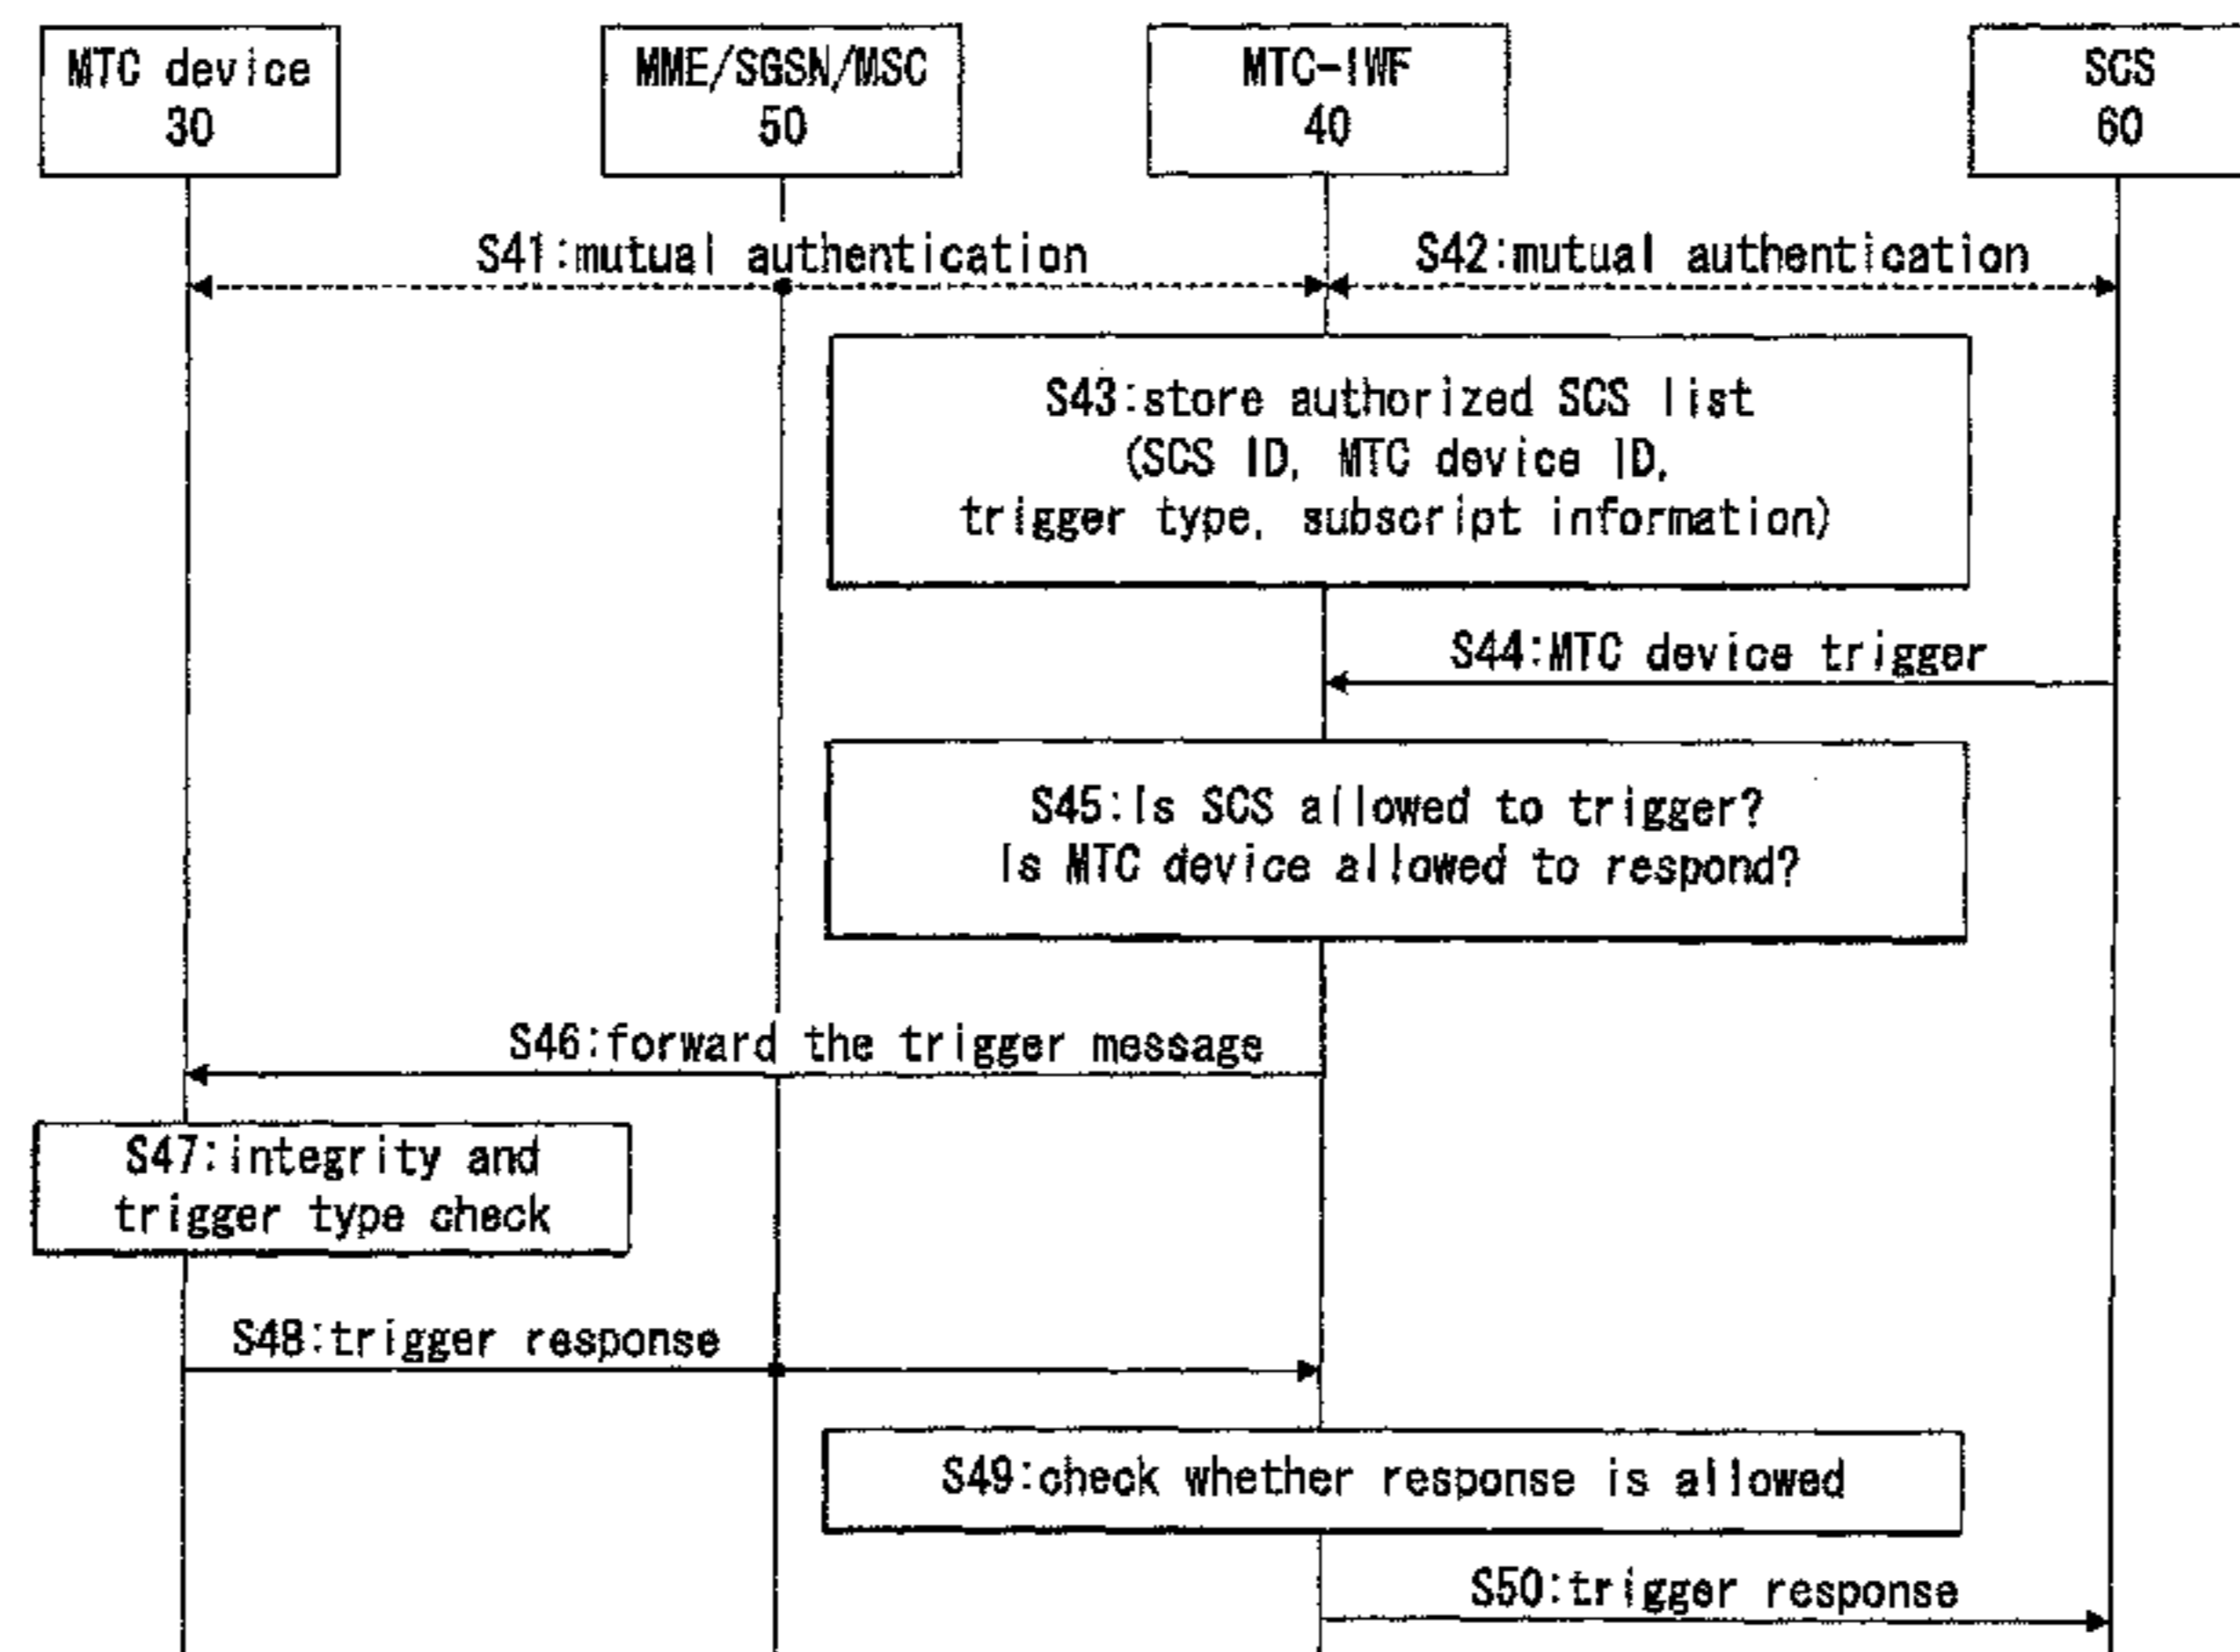 MTC device
30
MME/SGSN/MSC
50
MTC-IWF
40
SCS
60
S41:mutual authentication
S42:mutual authentication
S43:store authorized SCS list
(SCS ID, MTC device ID,
trigger type, subscript information)
S44:MTC device trigger
S45:Is SCS allowed to trigger?
Is MTC device allowed to respond?
S46:forward the trigger message
S47:integrity and
trigger type check
S48:trigger response
S49:check whether response is allowed
S50:trigger response